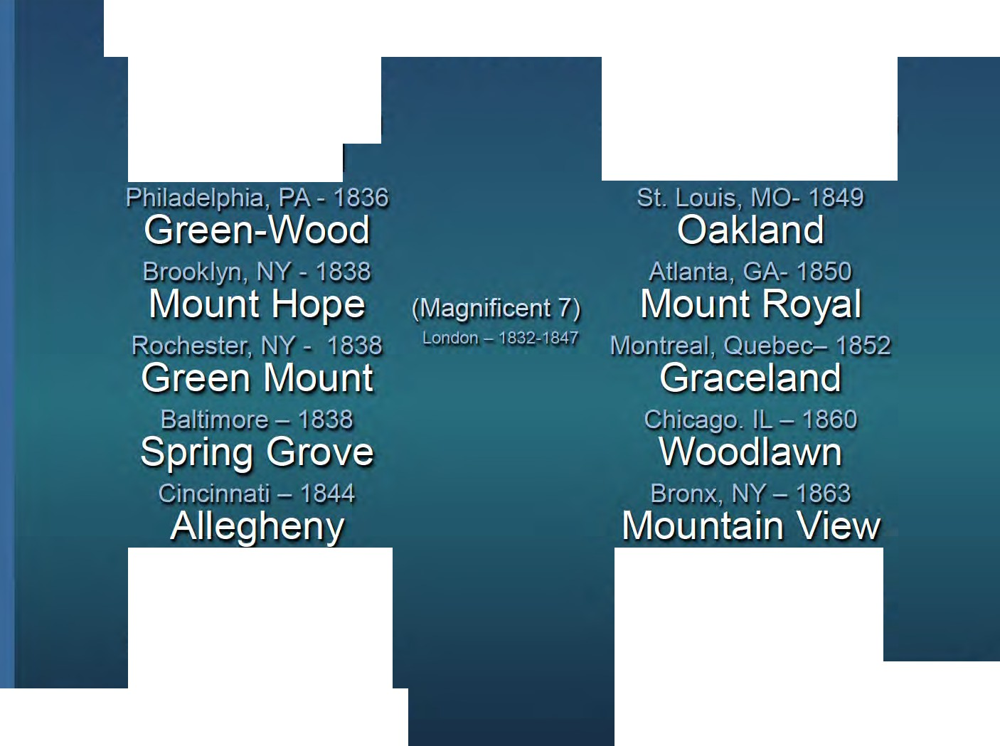 Philadelphia, PA - 1836
Green-Wood
Brooklyn, NY - 1838
Mount Hope
Rochester, NY - 1838
Green Mount
Baltimore – 1838
Spring Grove
Cincinnati – 1844
Allegheny
(Magnificent 7)
London – 1832-1847
St. Louis, MO- 1849
Oakland
Atlanta, GA- 1850
Mount Royal
Montreal, Quebec– 1852
Graceland
Chicago. IL – 1860
Woodlawn
Bronx, NY – 1863
Mountain View